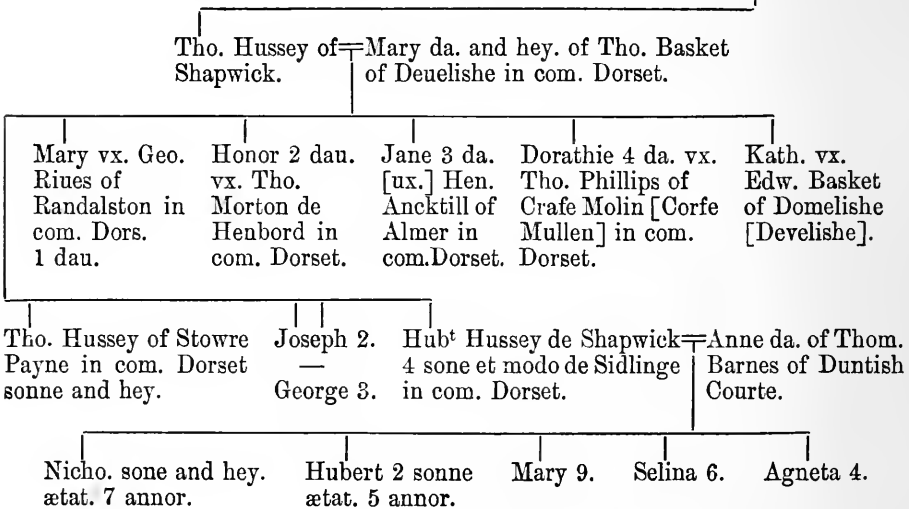 Tho. Hussey of Mary da. and hey. of Tho. Basket
Shapwick. of Deuelishe in com. Dorset.
Mary vx. Geo.
Riues of
Randalston in
com. Dors.
1 dau.
Honor 2 dau.
vx. Tho.
Morton de
Henbord in
com. Dorset.
Jane 3 da.
[ux.] Hen.
Ancktill of
Almer in
com. Dorset.
Dorathie 4 da. vx.
Tho. Phillips of
Crafe Molin [Corfe
Mullen] in com.
Dorset.
Kath. vx.
Edw. Basket
of Domelishe
[Develishe].
Tho. Hussey of Stowre
Payne in com. Dorset
sonne and hey.
Joseph 2.
—
George 3.
Hubᵗ Hussey de Shapwick
4 sone et modo de Sidlinge
in com. Dorset.
Anne da. of Thom.
Barnes of Duntish
Courte.
Nicho. sone and hey.
ætat. 7 annor.
Hubert 2 sonne
ætat. 5 annor.
Mary 9.
Selina 6.
Agneta 4.